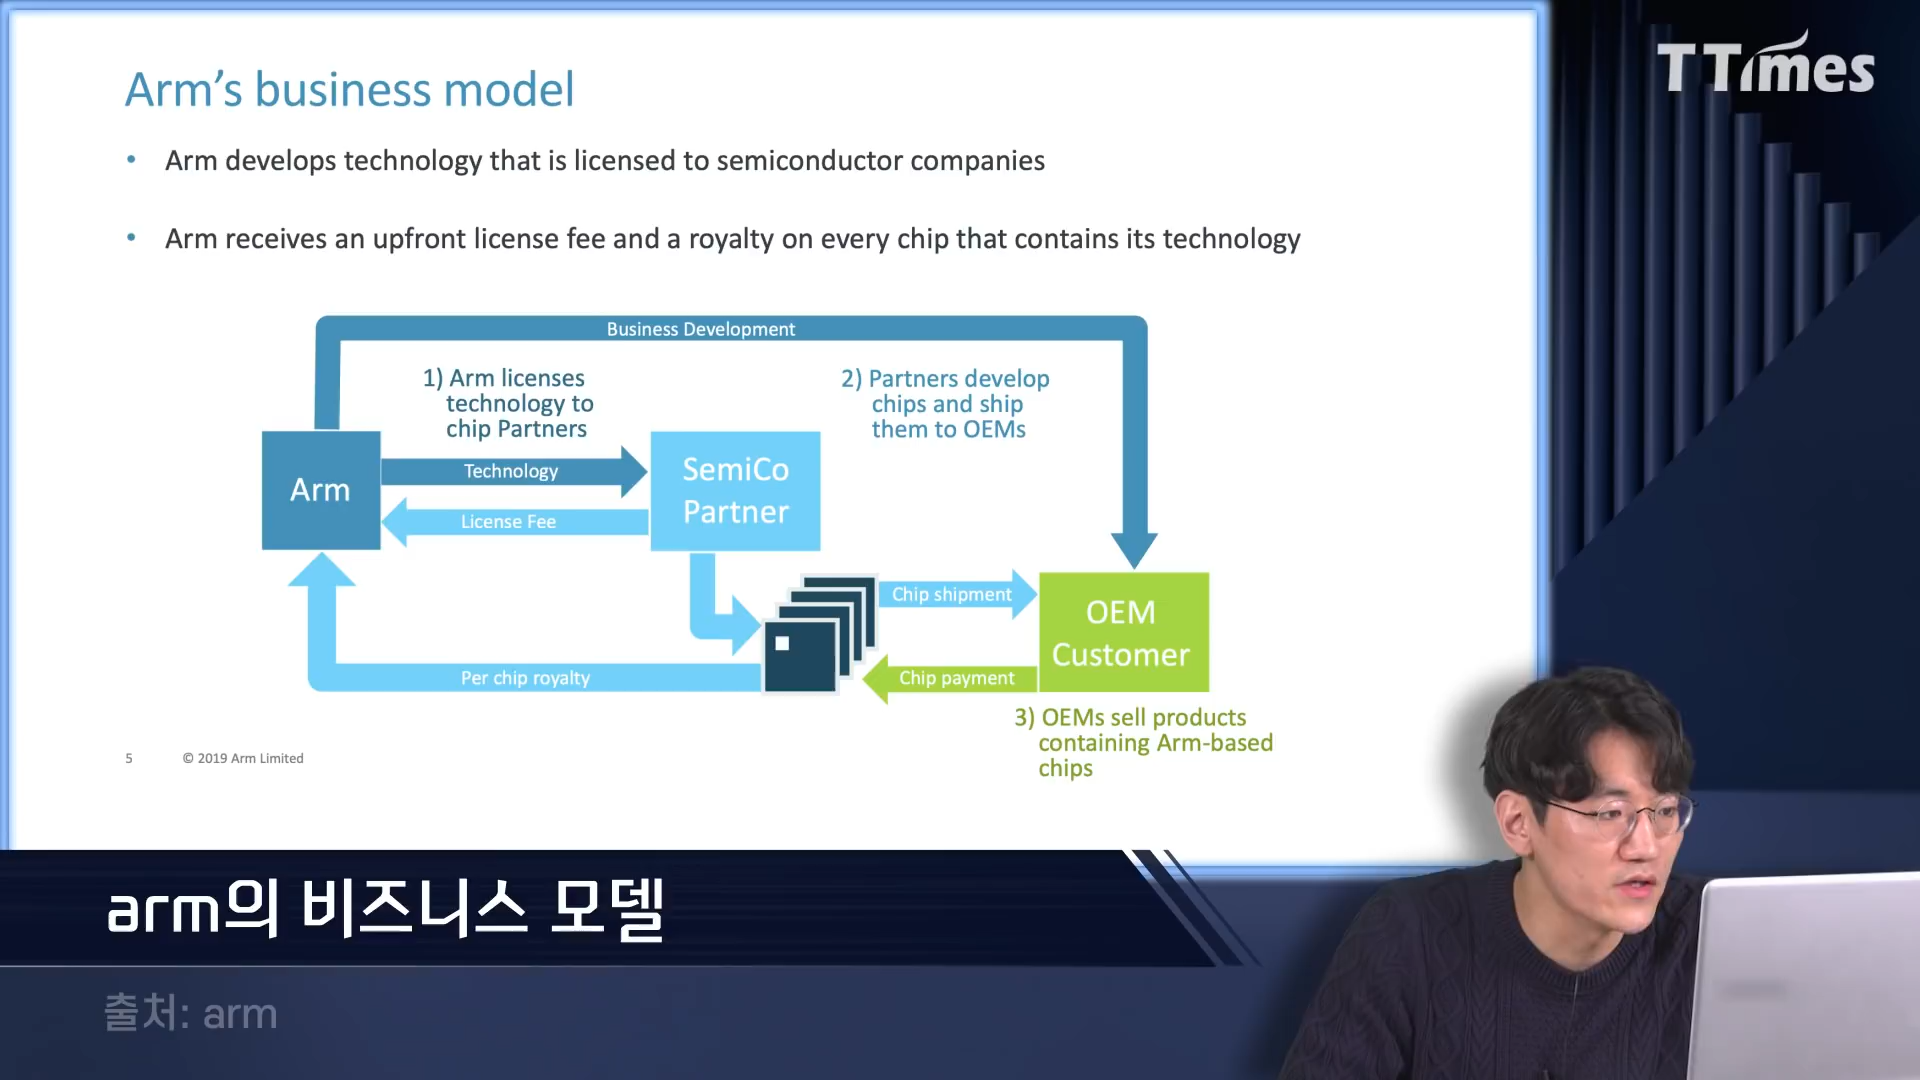 TTimes
Arm's business model
• Arm develops technology that is licensed to semiconductor companies
• Arm receives an upfront license fee and a royalty on every chip that contains its technology
Business Development
1) Arm licenses
technology to
chip Partners
2) Partners develop
chips and ship
them to OEMs
Arm
Technology
License Fee
SemiCo
Partner
Chip shipment
OEM
Customer
Per chip royalty
Chip payment
3) OEMs sell products
containing Arm-based
chips
5 © 2019 Arm Limited
arm의 비즈니스 모델
출처: arm